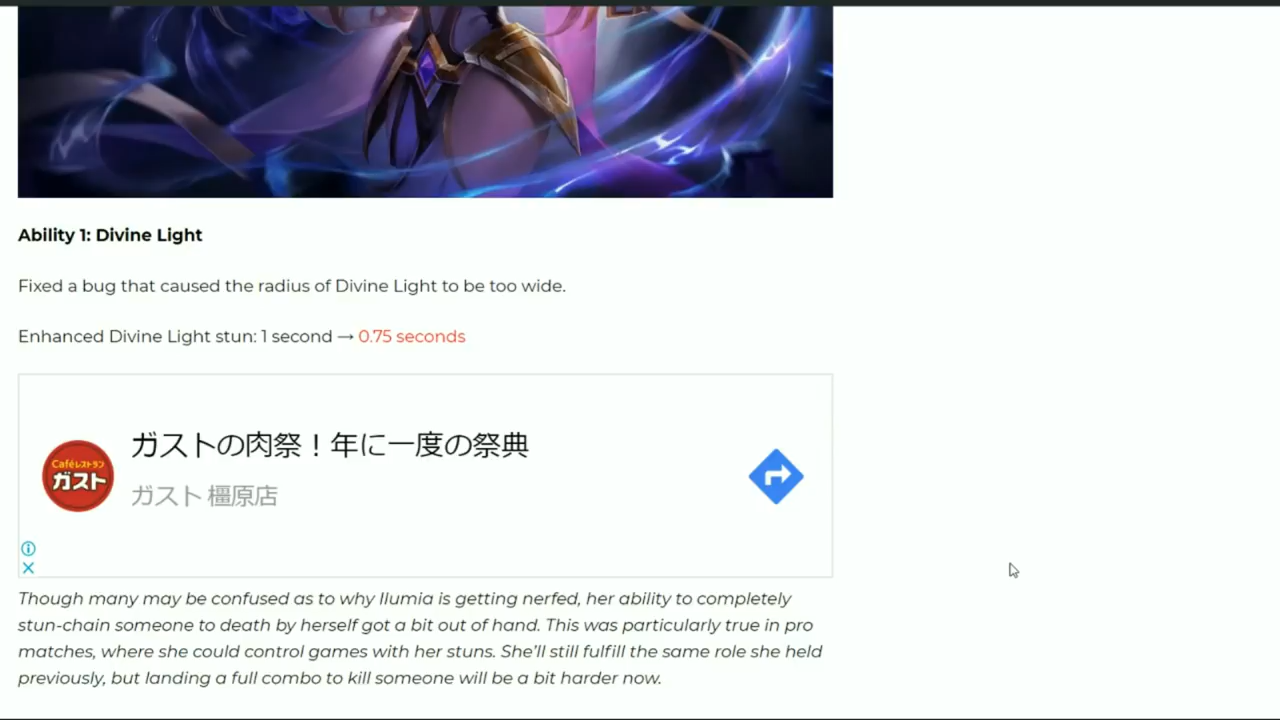 Ability 1: Divine Light
Fixed a bug that caused the radius of Divine Light to be too wide.
Enhanced Divine Light stun: 1 second → 0.75 seconds
ガストの肉祭！年に一度の祭典
Caféレストラン
ガスト
ガスト 橿原店
Though many may be confused as to why Ilumia is getting nerfed, her ability to completely
stun-chain someone to death by herself got a bit out of hand. This was particularly true in pro
matches, where she could control games with her stuns. She'll still fulfill the same role she held
previously, but landing a full combo to kill someone will be a bit harder now.